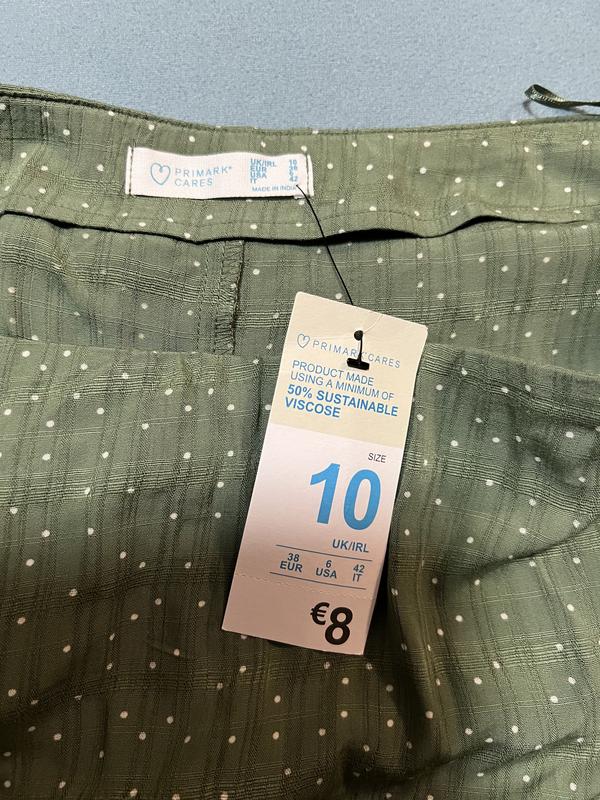 PRIMARK®
CARES
UK/IRL 10
EUR 38
USA 6
IT 42
MADE IN INDIA
PRIMARK CARES
PRODUCT MADE
USING A MINIMUM OF
50% SUSTAINABLE
VISCOSE
SIZE
10
UK/IRL
38 6 42
EUR USA IT
€8